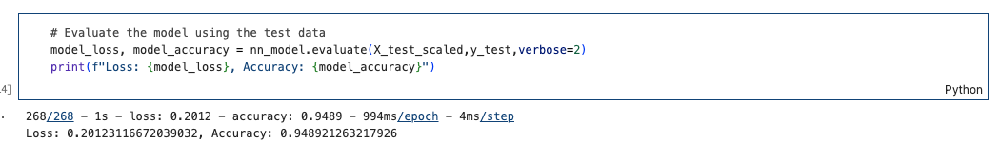 # Evaluate the model using the test data
model_loss, model_accuracy = nn_model.evaluate(X_test_scaled,y_test,verbose=2)
print(f"Loss: {model_loss}, Accuracy: {model_accuracy}")
4]
Python
268/268 - 1s - loss: 0.2012 - accuracy: 0.9489 - 994ms/epoch - 4ms/step
Loss: 0.20123116672039032, Accuracy: 0.948921263217926